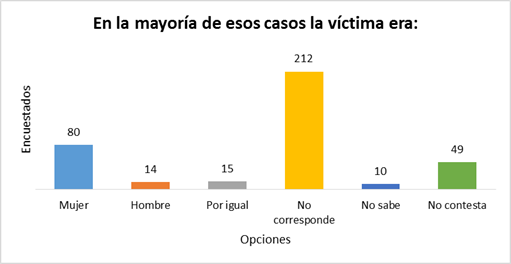 En la mayoría de esos casos la víctima era:
Encuestados
80
14
15
212
10
49
Mujer
Hombre
Por igual
No
corresponde
No sabe
No contesta
Opciones